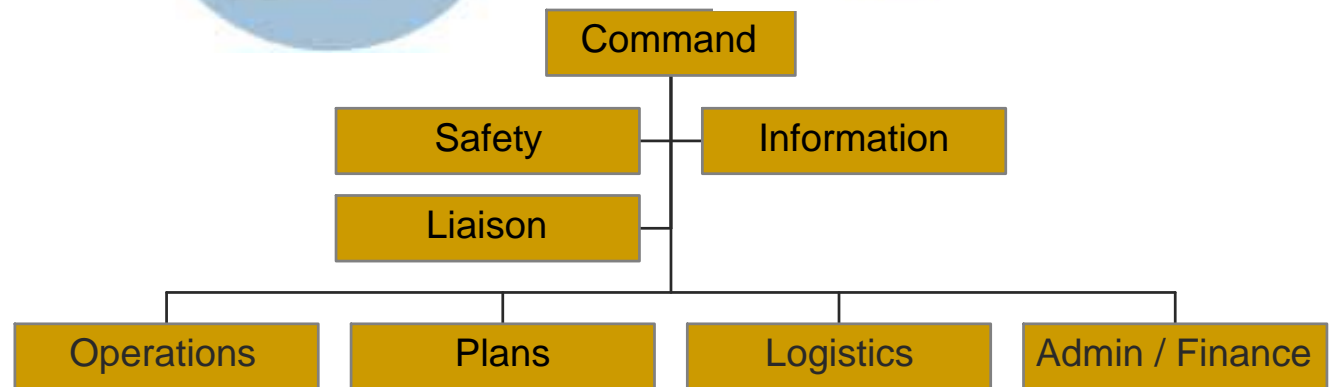 Command
Safety
Information
Liaison
Operations
Plans
Logistics
Admin / Finance